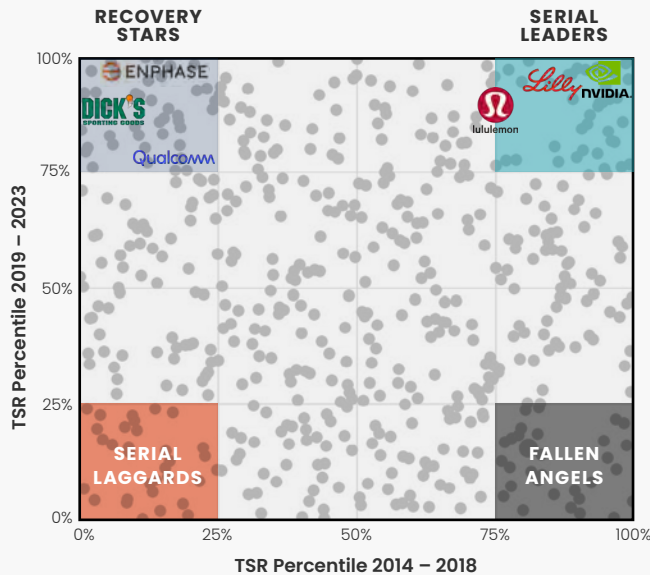 RECOVERY
STARS
SERIAL
LEADERS
100%
75%
50%
25%
0%
TSR Percentile 2019 – 2023
ENPHASE
DICK'S
SPORTING GOODS
Qualcomm
lululemon
Lilly
NVIDIA.
SERIAL
LAGGARDS
FALLEN
ANGELS
0%
25%
50%
75%
100%
TSR Percentile 2014 – 2018